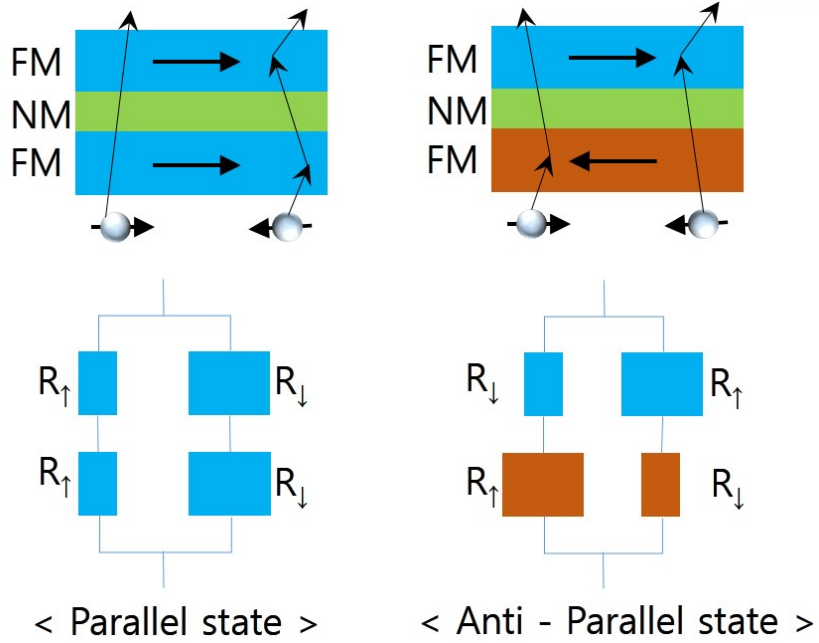 FM
NM
FM
FM
NM
FM
R↑
R↓
R↑
R↓
R↓
R↑
R↑
R↓
< Parallel state >
< Anti - Parallel state >